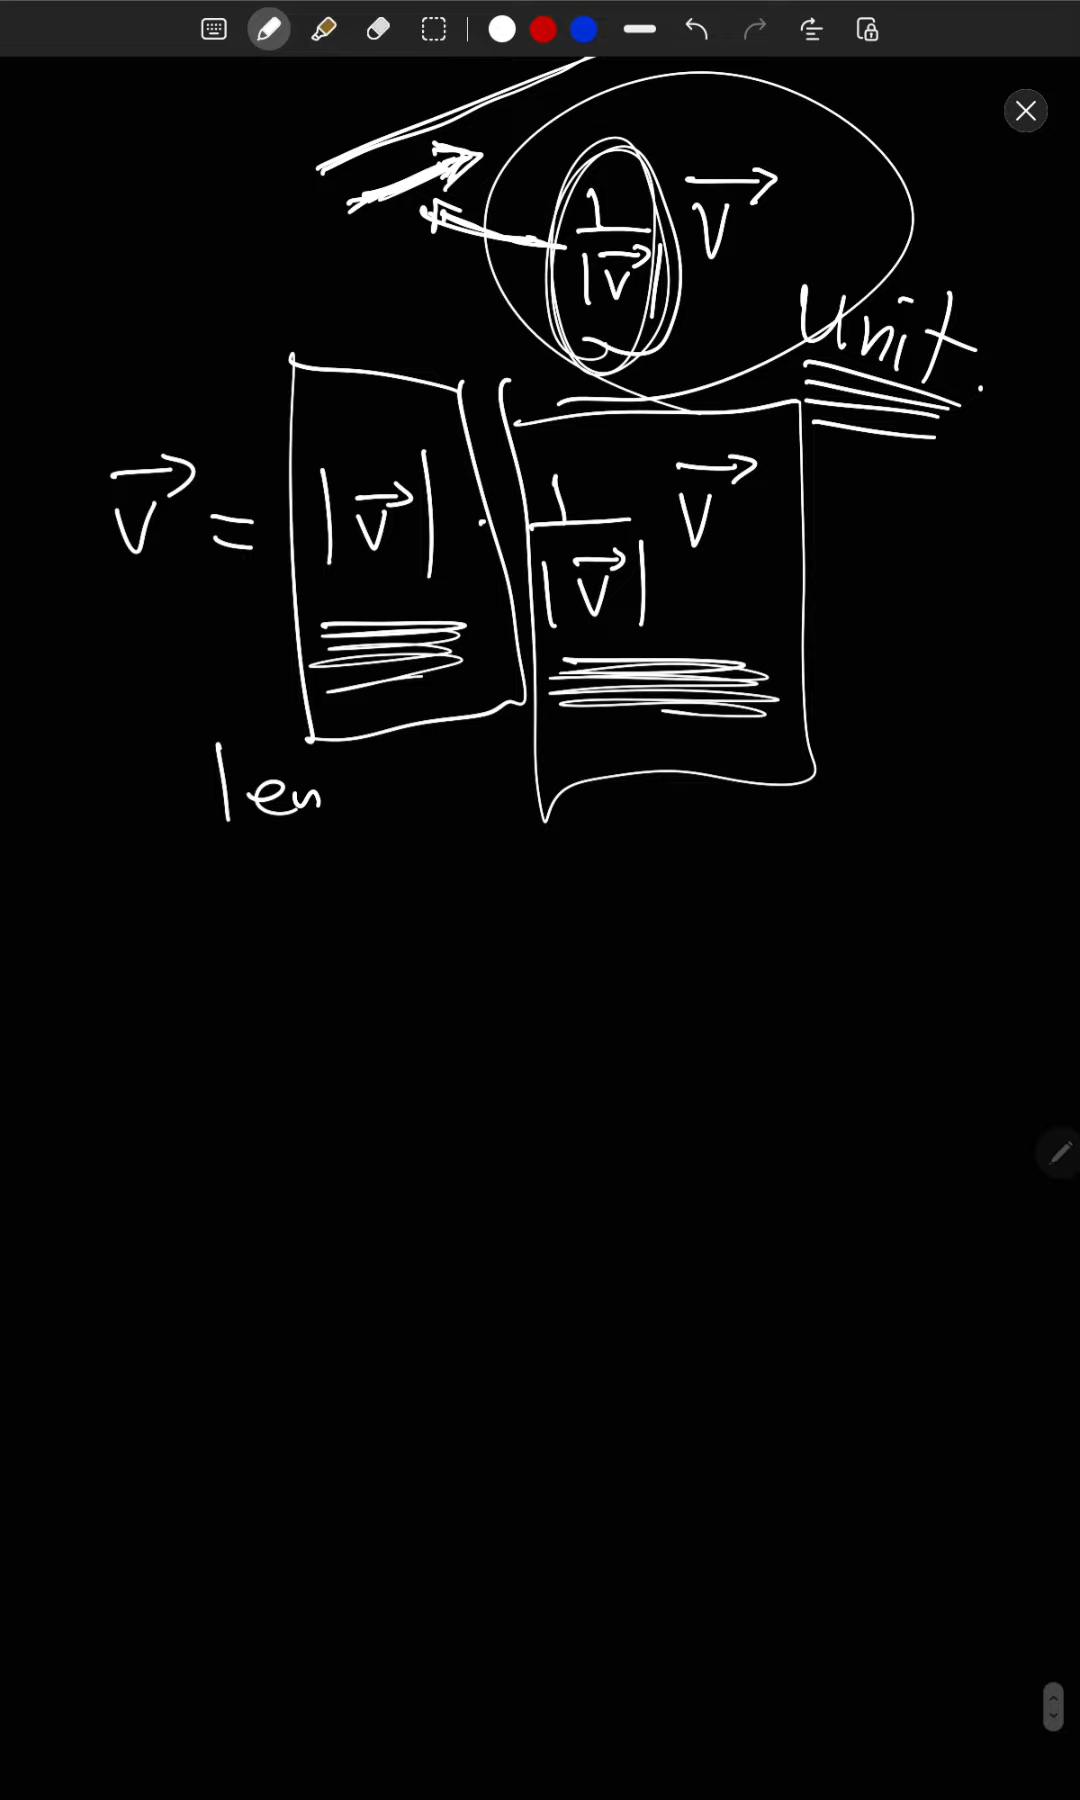 1/|v⃗| v⃗
Unit.
v⃗ = |v⃗| · 1/|v⃗| v⃗
len